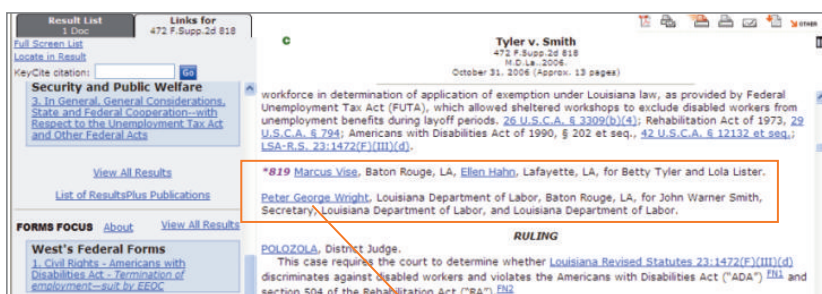 Result List
1 Doc
Links for
472 F.Supp.2d 818
OTHER
Full Screen List
Locate in Result
KeyCite citation:
Go
Security and Public Welfare
3. In General, General Considerations,
State and Federal
Cooperation--with
Respect to the Unemployment Tax Act
and Other Federal Acts
View All Results
List of ResultsPlus Publications
FORMS FOCUS About View All Results
West's Federal Forms
1. Civil Rights - Americans with
Disabilities Act - Termination of
employment—suit by EEOC
C
Tyler v. Smith
472 F.Supp.2d 818
M.D.La.,2006.
October 31, 2006 (Approx. 13 pages)
workforce in determination of application of exemption under Louisiana law, as provided by Federal
Unemployment Tax Act (FUTA), which allowed sheltered workshops to exclude disabled workers from
unemployment benefits during layoff periods. 26 U.S.C.A. § 3309(b)(4); Rehabilitation Act of 1973, 29
U.S.C.A. § 794; Americans with Disabilities Act of 1990, § 202 et seq., 42 U.S.C.A. § 12132 et seq.;
LSA-R.S. 23:1472(F)(III)(d).
*819 Marcus Vise, Baton Rouge, LA, Ellen Hahn, Lafayette, LA, for Betty Tyler and Lola Lister.
Peter George Wright, Louisiana Department of Labor, Baton Rouge, LA, for John Warner Smith,
Secretary, Louisiana Department of Labor, and Louisiana Department of Labor.
RULING
POLOZOLA, District Judge.
This case requires the court to determine whether Louisiana Revised Statutes 23:1472(F)(III)(d)
discriminates against disabled workers and violates the Americans with Disabilities Act ("ADA") FN1 and
section 504 of the Rehabilitation Act ("RA") FN2